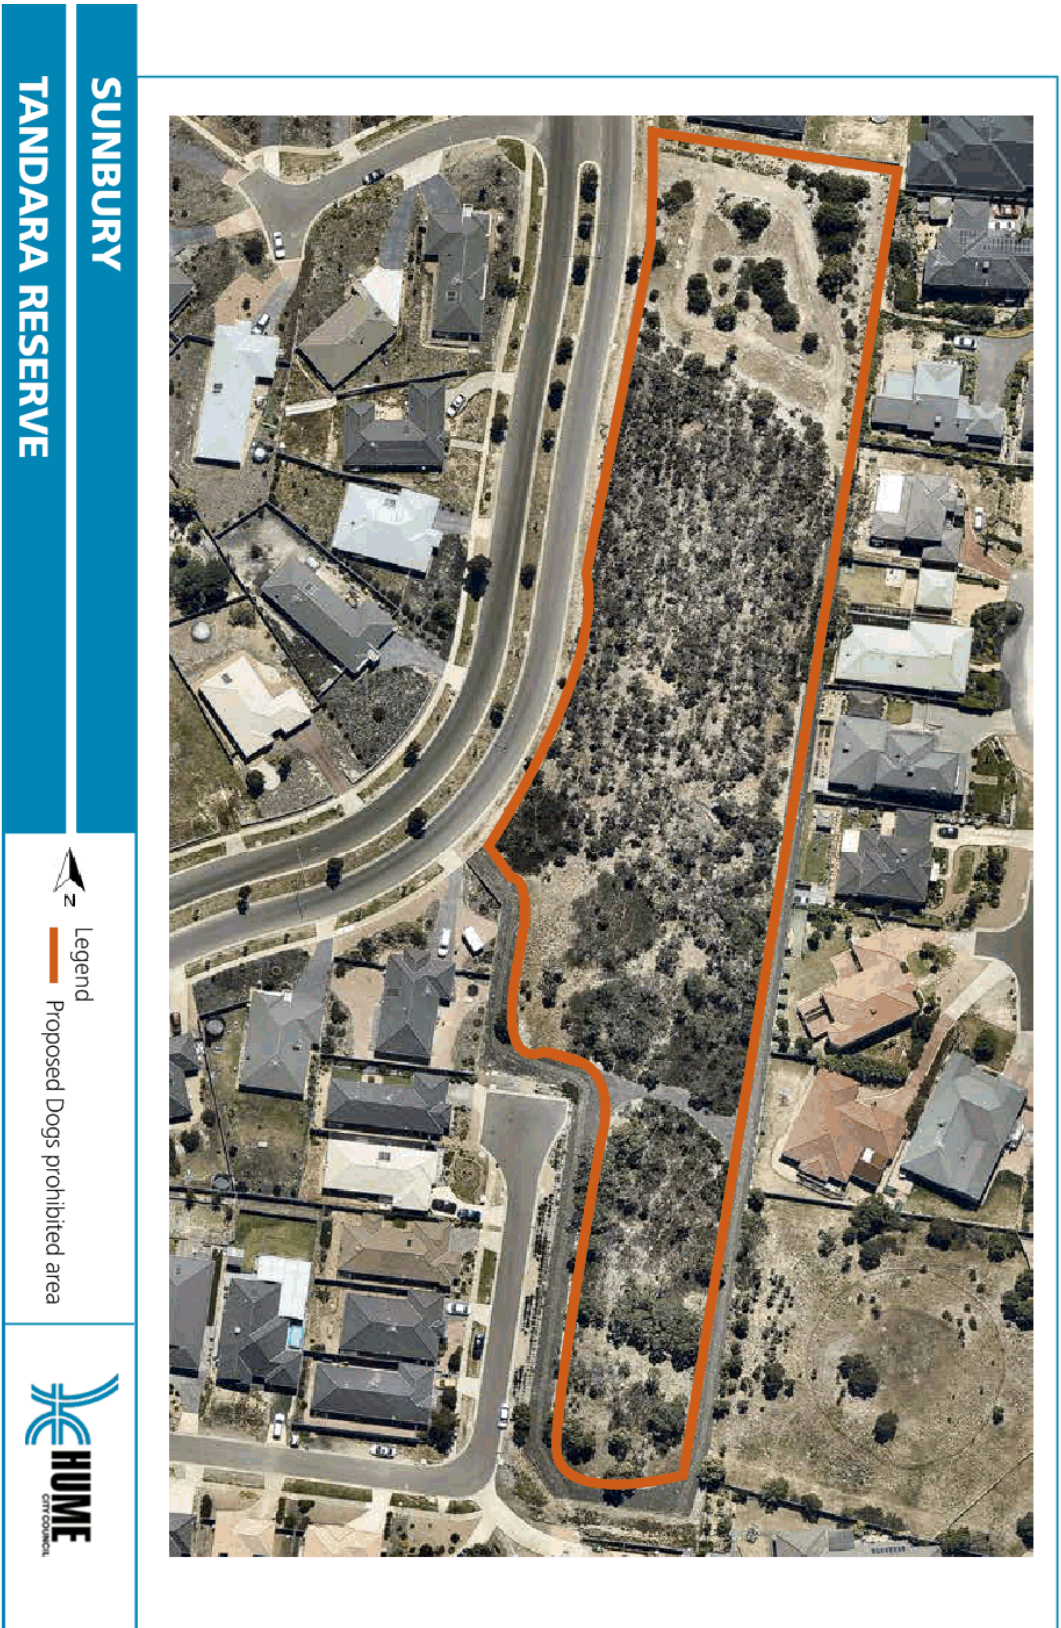 SUNBURY
TANDARA RESERVE
N
Legend
Proposed Dogs prohibited area
HUME
CITY COUNCIL